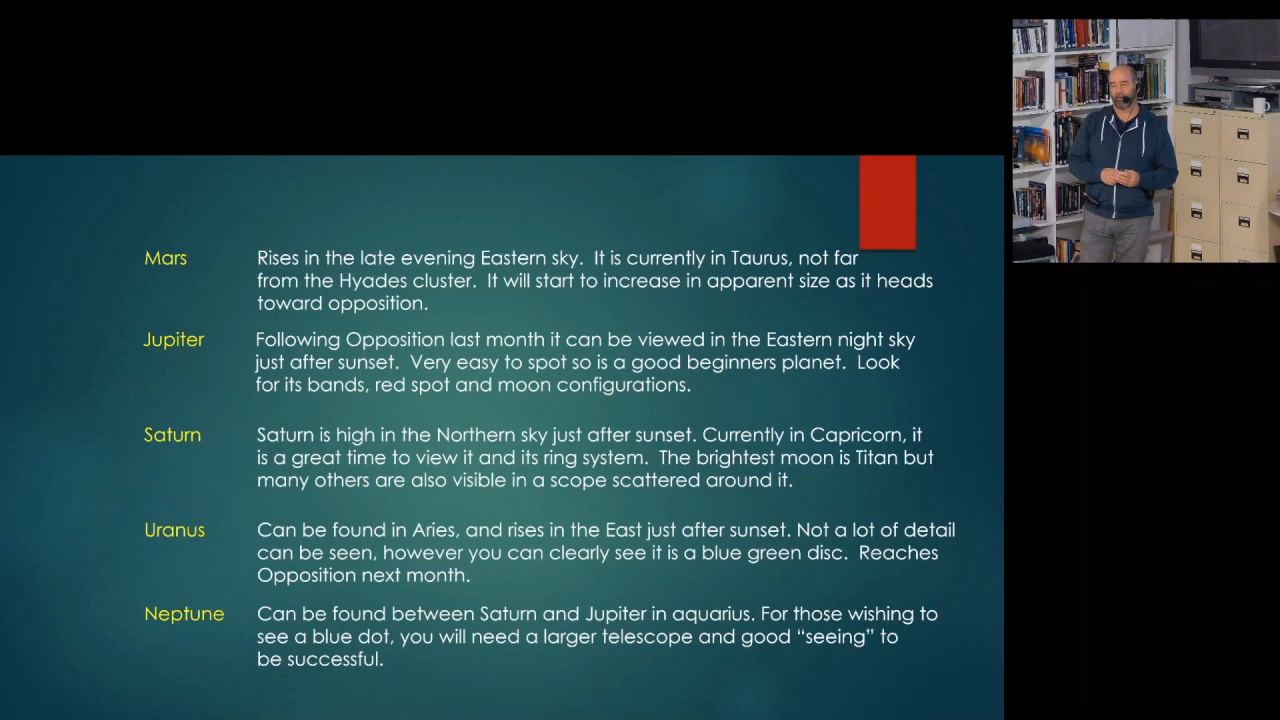 Mars
Rises in the late evening Eastern sky. It is currently in Taurus, not far
from the Hyades cluster. It will start to increase in apparent size as it heads
toward opposition.
Jupiter
Following Opposition last month it can be viewed in the Eastern night sky
just after sunset. Very easy to spot so is a good beginners planet. Look
for its bands, red spot and moon configurations.
Saturn
Saturn is high in the Northern sky just after sunset. Currently in Capricorn, it
is a great time to view it and its ring system. The brightest moon is Titan but
many others are also visible in a scope scattered around it.
Uranus
Can be found in Aries, and rises in the East just after sunset. Not a lot of detail
can be seen, however you can clearly see it is a blue green disc. Reaches
Opposition next month.
Neptune
Can be found between Saturn and Jupiter in aquarius. For those wishing to
see a blue dot, you will need a larger telescope and good “seeing” to
be successful.